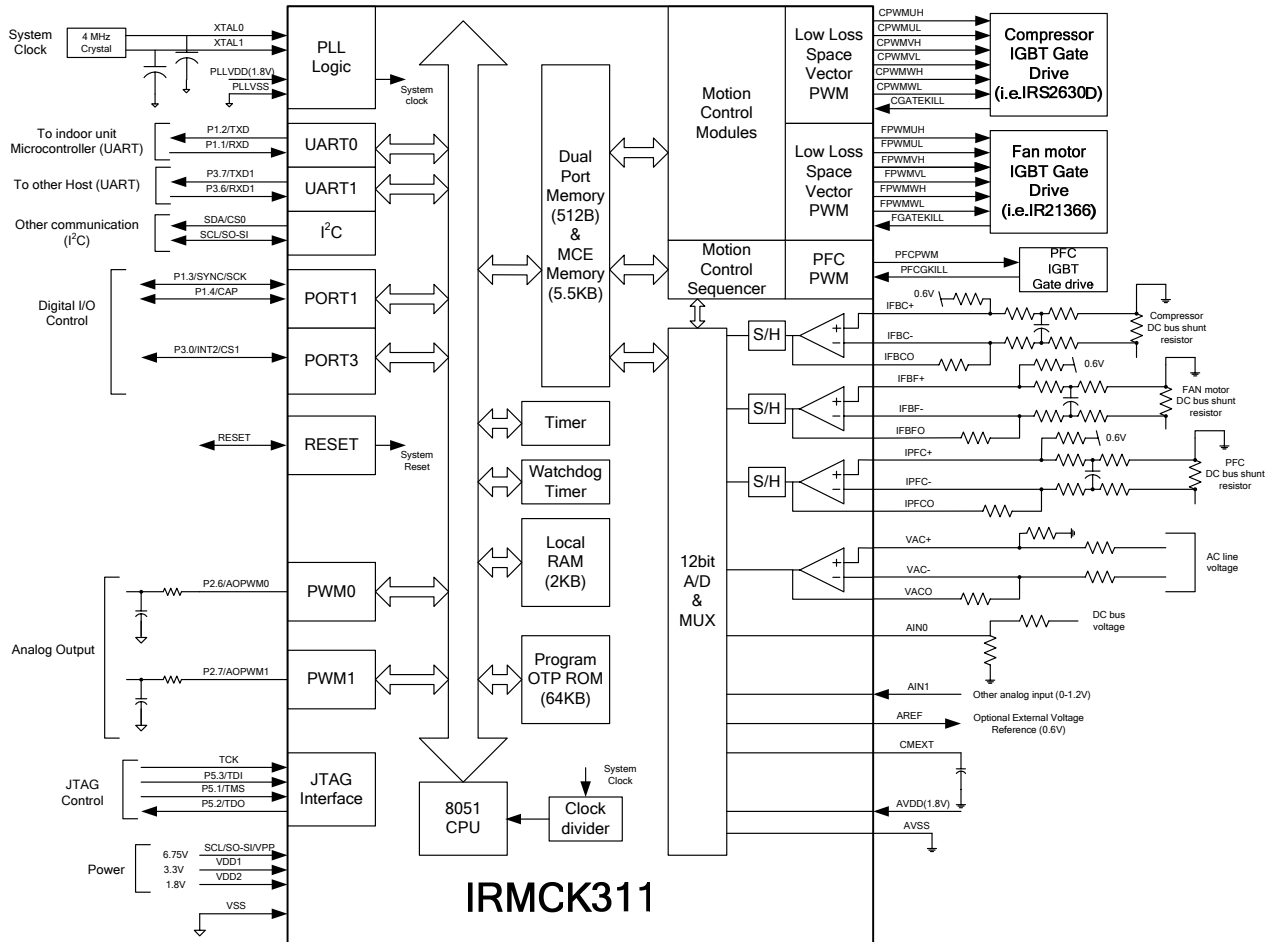 System
Clock
4 MHz
Crystal
XTAL0
XTAL1
PLLVDD(1.8V)
PLLVSS
PLL
Logic
System
clock
To indoor unit
Microcontroller (UART)
P1.2/TXD
P1.1/RXD
UART0
To other Host (UART)
P3.7/TXD1
P3.6/RXD1
UART1
Other communication
(I2C)
SDA/CS0
SCL/SO-SI
I2C
Digital I/O
Control
P1.3/SYNC/SCK
P1.4/CAP
PORT1
P3.0/INT2/CS1
PORT3
RESET
RESET
System
Reset
Analog Output
P2.6/AOPWM0
PWM0
P2.7/AOPWM1
PWM1
JTAG
Control
TCK
P5.3/TDI
P5.1/TMS
P5.2/TDO
JTAG
Interface
Power
6.75V
3.3V
1.8V
SCL/SO-SI/VPP
VDD1
VDD2
VSS
Dual
Port
Memory
(512B)
&
MCE
Memory
(5.5KB)
Timer
Watchdog
Timer
Local
RAM
(2KB)
Program
OTP ROM
(64KB)
8051
CPU
System
Clock
Clock
divider
IRMCK311
Motion
Control
Modules
Motion
Control
Sequencer
Low Loss
Space
Vector
PWM
Low Loss
Space
Vector
PWM
PFC
PWM
CPWMUH
CPWMUL
CPWMVH
CPWMVL
CPWMWH
CPWMWL
CGATEKILL
Compressor
IGBT Gate
Drive
(i.e.IRS2630D)
FPWMUH
FPWMUL
FPWMVH
FPWMVL
FPWMWH
FPWMWL
FGATEKILL
Fan motor
IGBT Gate
Drive
(i.e.IR21366)
PFCPWM
PFCGKILL
PFC
IGBT
Gate drive
12bit
A/D
&
MUX
S/H
+
-
IFBC+
IFBC-
IFBCO
0.6V
Compressor
DC bus shunt
resistor
S/H
+
-
IFBF+
IFBF-
IFBFO
0.6V
FAN motor
DC bus shunt
resistor
S/H
+
-
IPFC+
IPFC-
IPFCO
0.6V
PFC
DC bus shunt
resistor
+
-
VAC+
VAC-
VACO
AC line
voltage
AIN0
DC bus
voltage
AIN1
Other analog input (0-1.2V)
AREF
Optional External Voltage
Reference (0.6V)
CMEXT
AVDD(1.8V)
AVSS